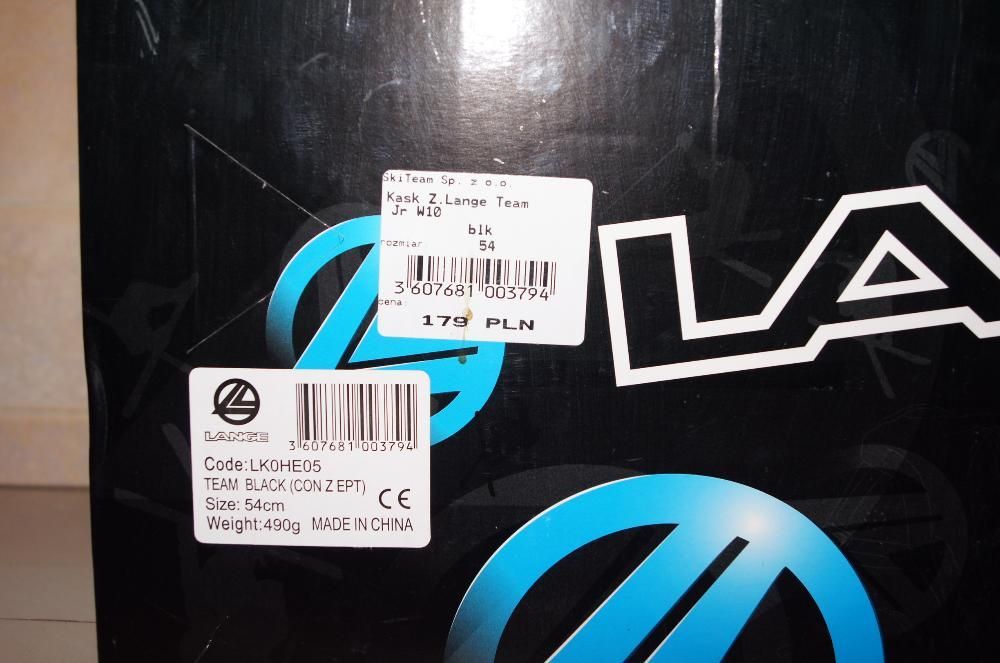 SkiTeam Sp. z o.o.
Kask Z.Lange Team
Jr W10
blk
rozmiar: 54
3 607681 003794
cena:
179 PLN
LA
LANGE
3 607681 003794
Code:LK0HE05
TEAM BLACK (CON Z EPT)
CE
Size: 54cm
Weight:490g MADE IN CHINA